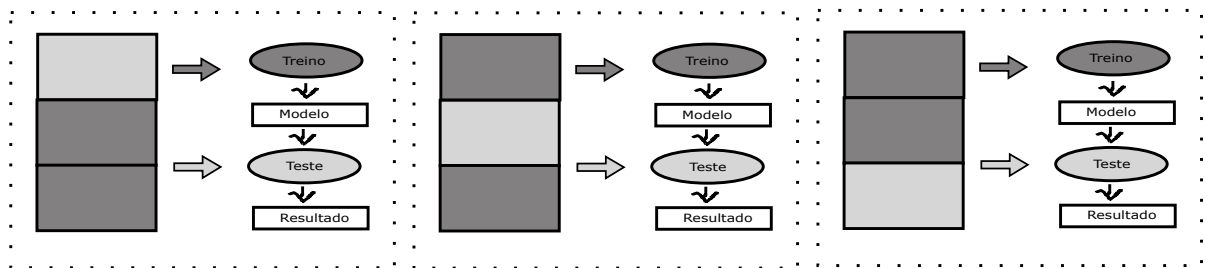 Treino
Modelo
Teste
Resultado
Treino
Modelo
Teste
Resultado
Treino
Modelo
Teste
Resultado